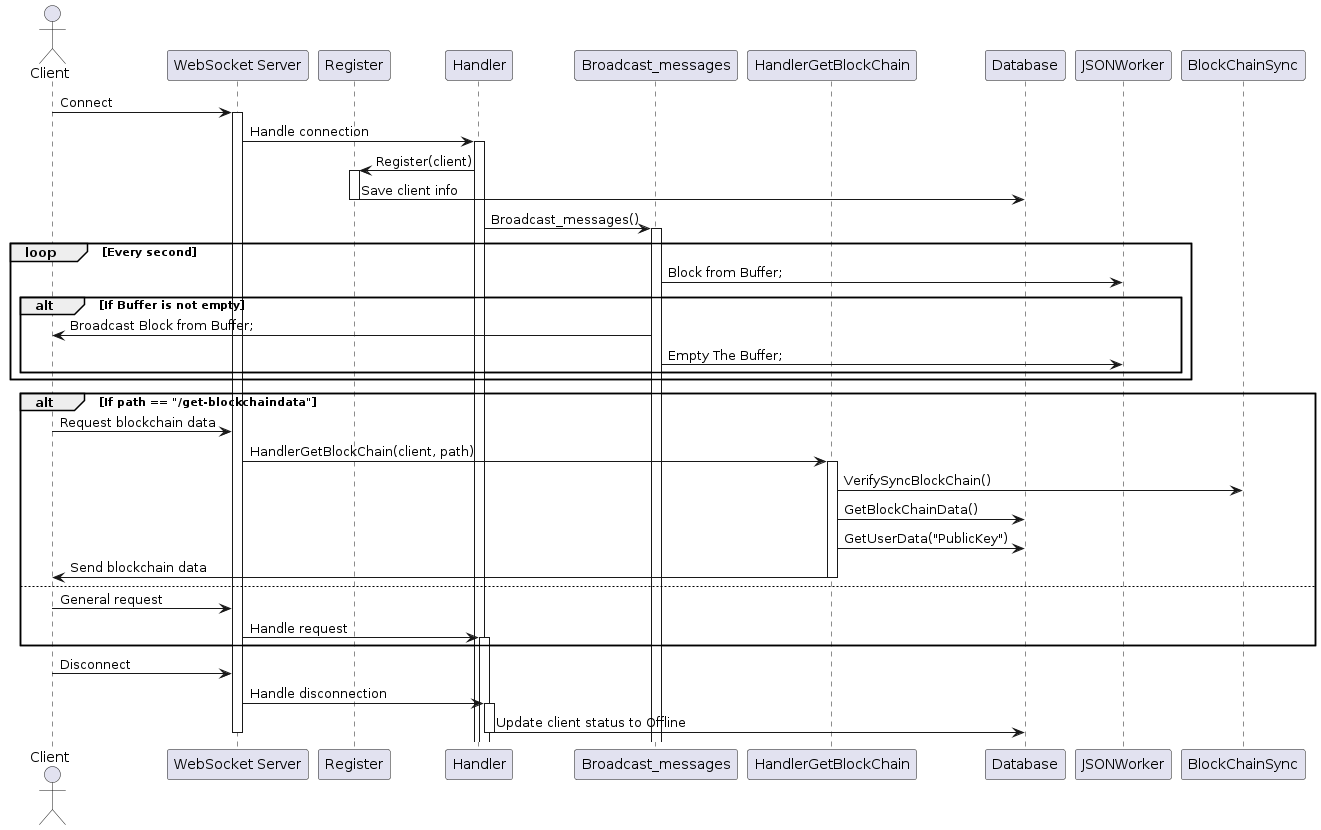 Client
WebSocket Server
Register
Handler
Broadcast_messages
HandlerGetBlockChain
Database
JSONWorker
BlockChainSync
Connect
Handle connection
Register(client)
Save client info
Broadcast_messages()
loop
[Every second]
Block from Buffer;
alt
[If Buffer is not empty]
Broadcast Block from Buffer;
Empty The Buffer;
alt
[If path == "/get-blockchaindata"]
Request blockchain data
HandlerGetBlockChain(client, path)
VerifySyncBlockChain()
GetBlockChainData()
GetUserData("PublicKey")
Send blockchain data
General request
Handle request
Disconnect
Handle disconnection
Update client status to Offline
Client
WebSocket Server
Register
Handler
Broadcast_messages
HandlerGetBlockChain
Database
JSONWorker
BlockChainSync